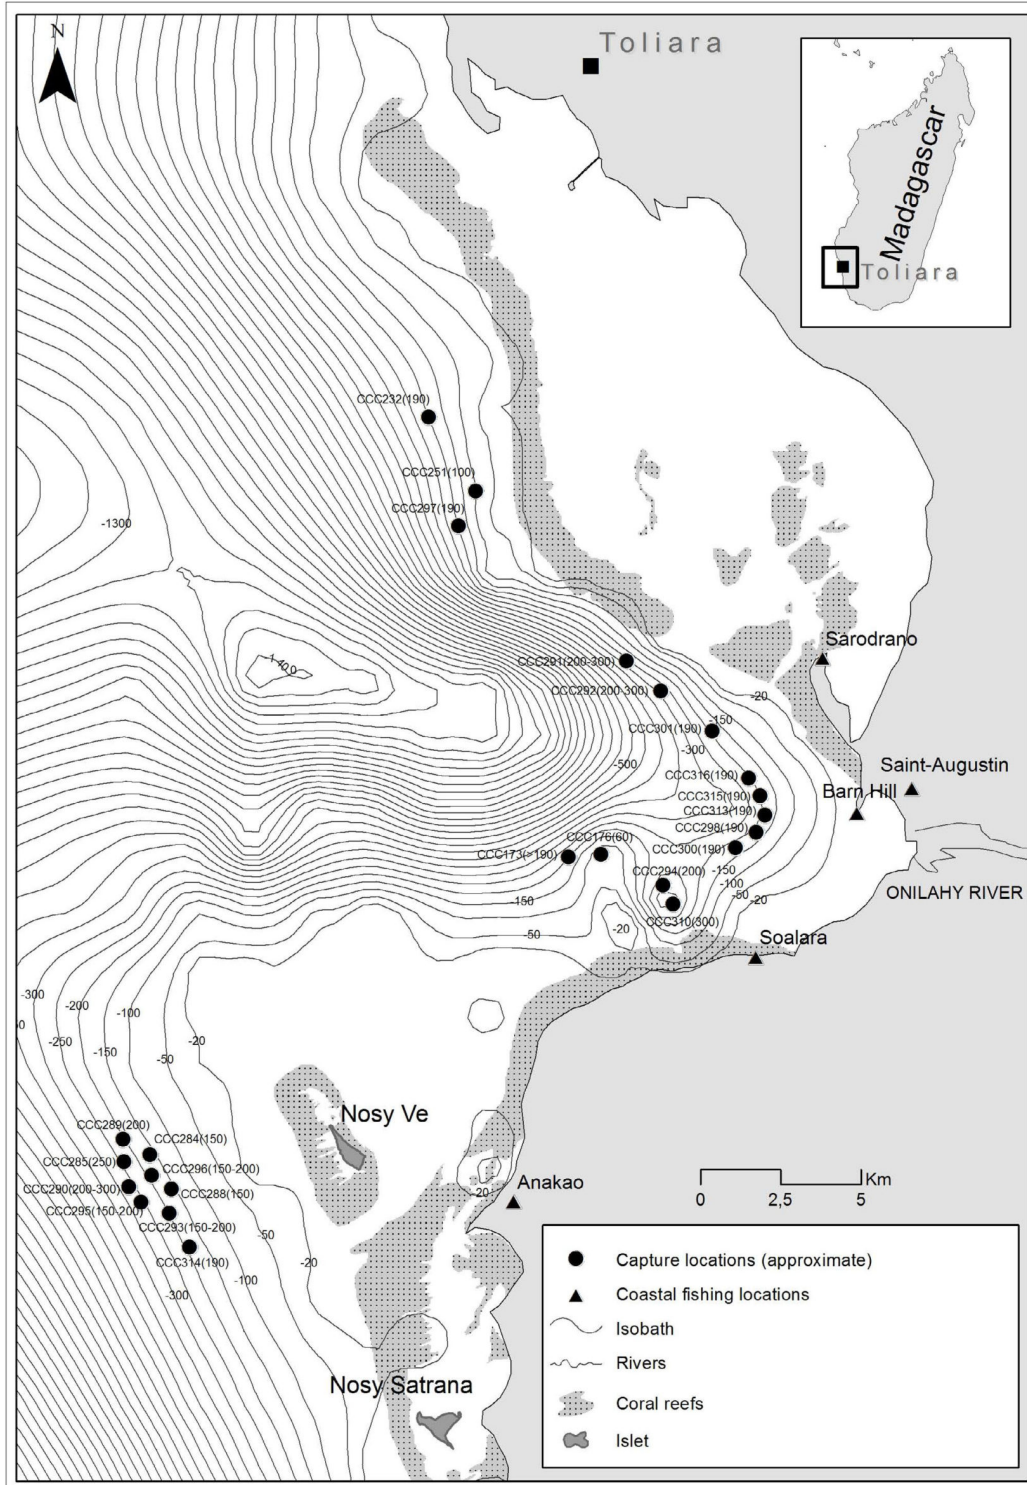 N
Toliara
Madagascar
Toliara
CCC232(190)
CCC251(100)
CCC297(190)
-1300
-1400
Sarodrano
CCC291(200-300)
CCC292(200-300)
-20
-150
CCC301(190)
-300
-500
Saint-Augustin
CCC316(190)
Barn Hill
CCC315(190)
CCC313(190)
CCC298(190)
CCC176(60)
CCC300(190)
CCC173(>190)
CCC294(200)
-150
-100
-50
-20
ONILAHY RIVER
-150
CCC310(300)
-20
-50
Soalara
-300
-200
-100
-250
-150
-50
-20
Nosy Ve
CCC289(200)
CCC284(150)
CCC285(250)
CCC296(150-200)
CCC290(200-300)
CCC288(150)
CCC295(150-200)
CCC293(150-200)
CCC314(190)
-20
Anakao
-50
-20
-100
-300
Km
0
2,5
5
Nosy Satrana
Capture locations (approximate)
Coastal fishing locations
Isobath
Rivers
Coral reefs
Islet